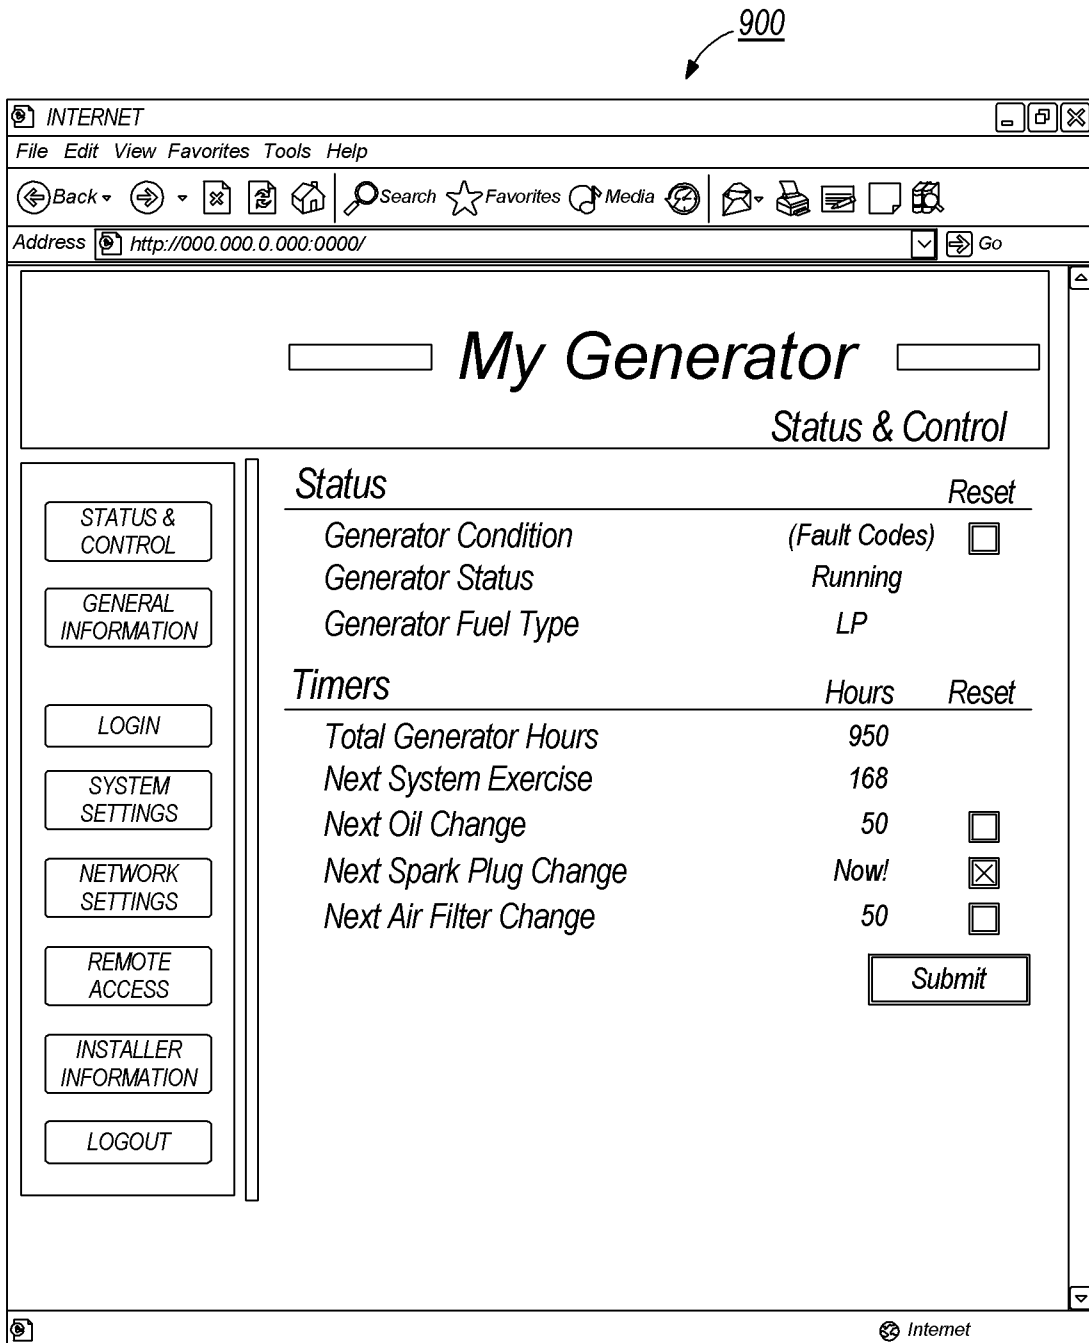 900
INTERNET
File Edit View Favorites Tools Help
Back Search Favorites Media
Address http://000.000.0.000:0000/ Go
My Generator
Status & Control
STATUS &
CONTROL
GENERAL
INFORMATION
LOGIN
SYSTEM
SETTINGS
NETWORK
SETTINGS
REMOTE
ACCESS
INSTALLER
INFORMATION
LOGOUT
Status Reset
Generator Condition (Fault Codes)
Generator Status Running
Generator Fuel Type LP
Timers Hours Reset
Total Generator Hours 950
Next System Exercise 168
Next Oil Change 50
Next Spark Plug Change Now!
Next Air Filter Change 50
Submit
Internet